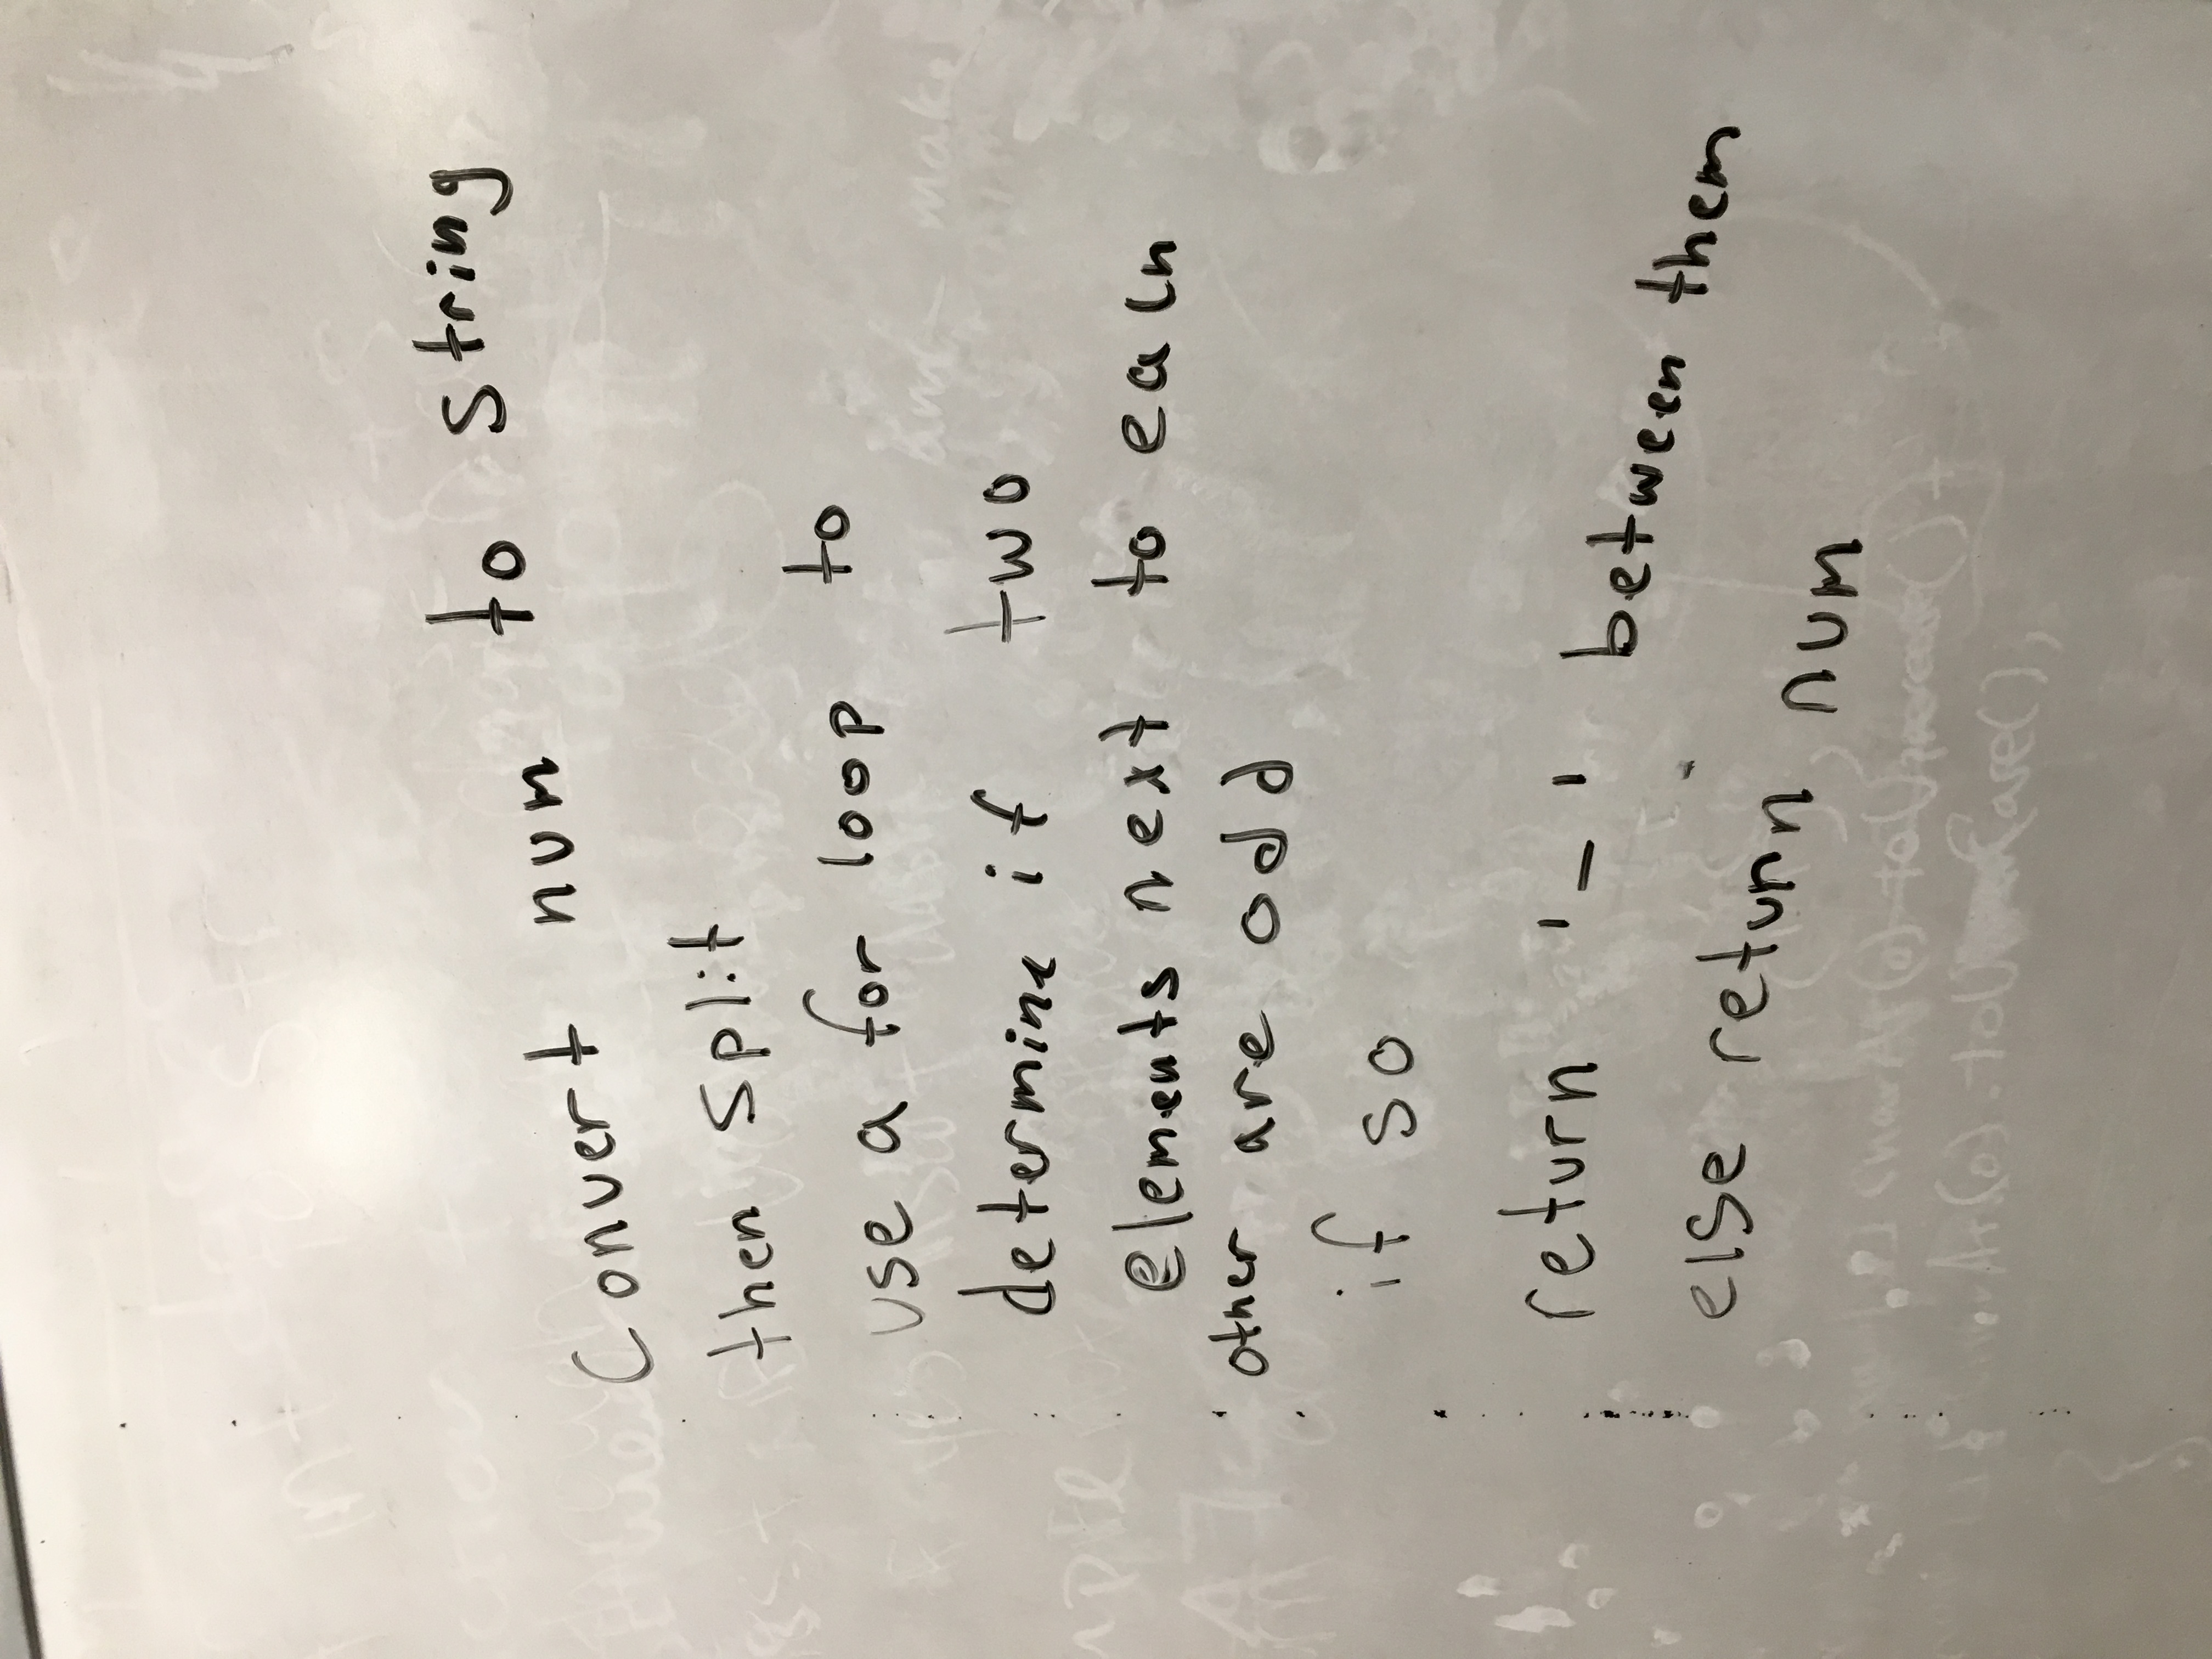 Convert num to string
then split
use a for loop to
determine if two
elements next to each
other are odd
if so
return '-' between them
else return num